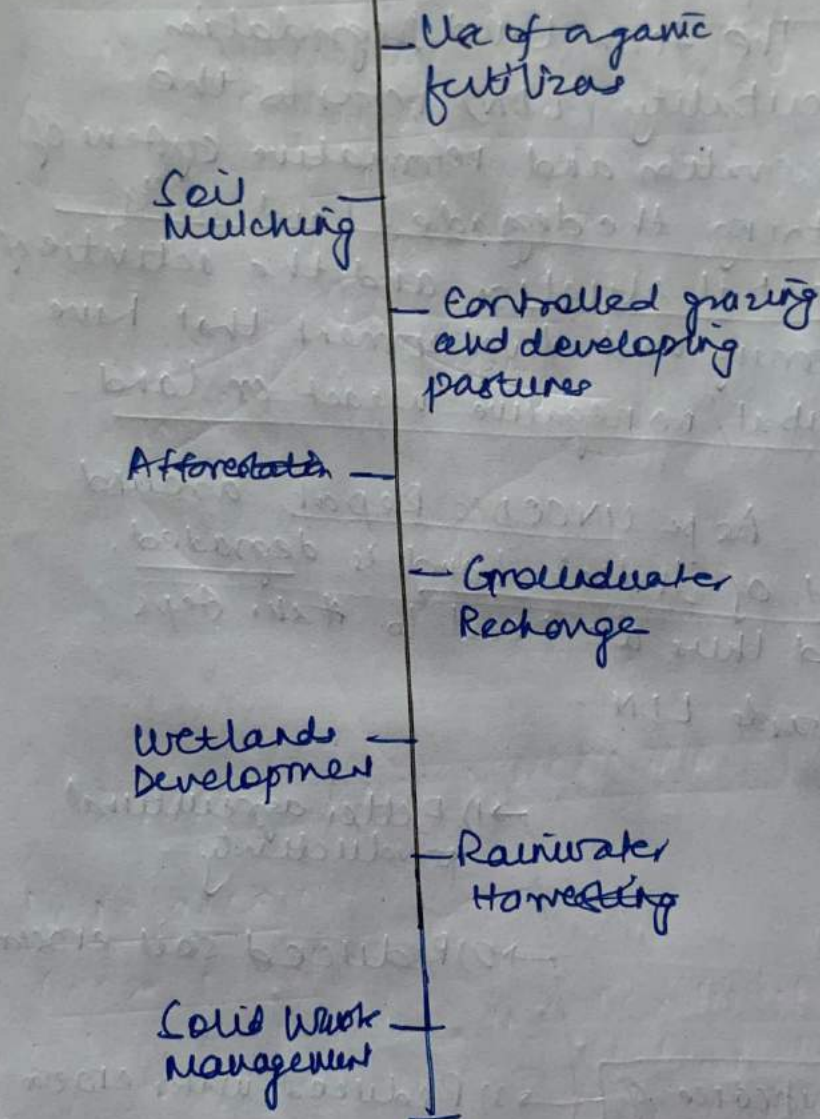 Use of organic
fertilizers
Soil
Mulching
Controlled grazing
and developing
pastures
Afforestation
Groundwater
Recharge
Wetlands
Development
Rainwater
Harvesting
Solid Waste
Management